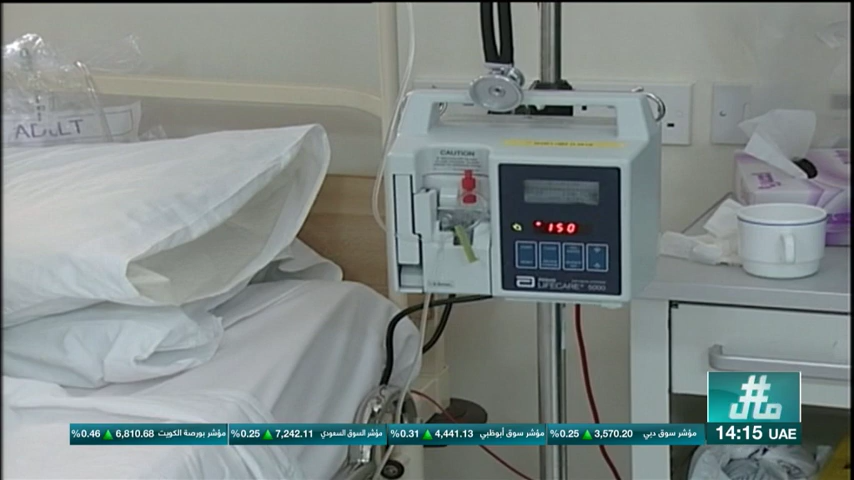 ADULT
CAUTION
150
LIFECARE 5000
#مال
14:15 UAE
مؤشر سوق دبي 3,570.20 %0.25
مؤشر سوق أبوظبي 4,441.13 %0.31
مؤشر السوق السعودي 7,242.11 %0.25
مؤشر بورصة الكويت 6,810.68 %0.46